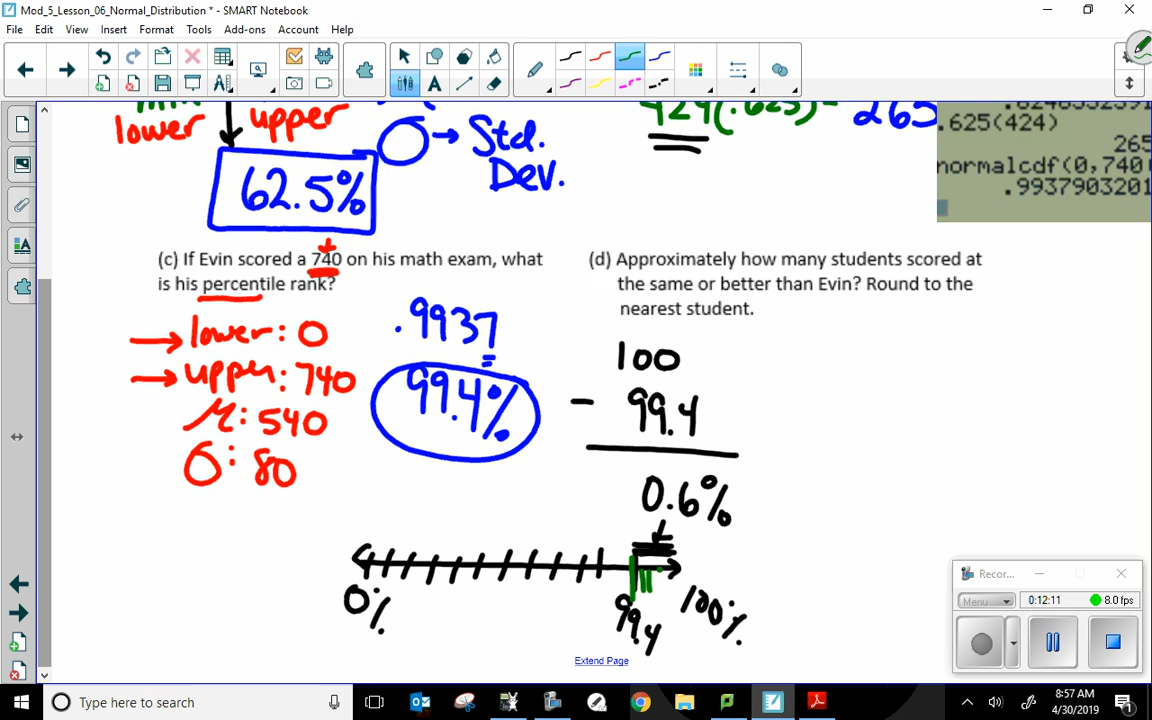 Mod_5_Lesson_06_Normal_Distribution * - SMART Notebook
File Edit View Insert Format Tools Add-ons Account Help
lower upper
62.5%
σ → Std.
Dev.
424(.625) = 265
.625(424)
265
normalcdf(0,740
.9937903201
(c) If Evin scored a 740 on his math exam, what
is his percentile rank?
→ lower: 0
→ upper: 740
μ: 540
σ: 80
.9937
99.4%
(d) Approximately how many students scored at
the same or better than Evin? Round to the
nearest student.
100
- 99.4
0.6%
0%
99.4
100%
Extend Page
Recor...
Menu
0:12:11
8.0 fps
Type here to search
8:57 AM
4/30/2019
1